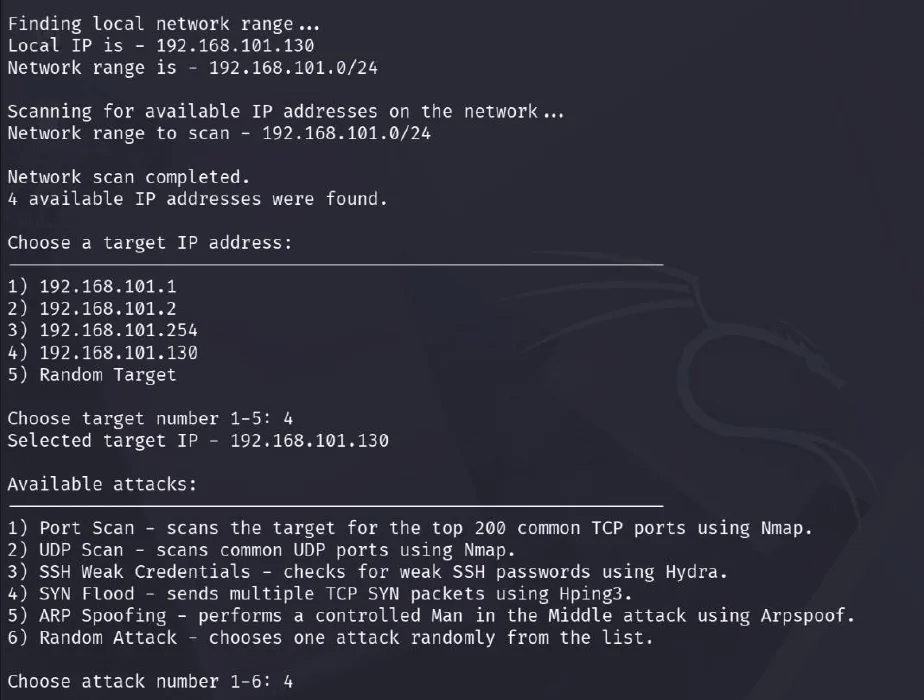 Finding local network range...
Local IP is - 192.168.101.130
Network range is - 192.168.101.0/24
Scanning for available IP addresses on the network...
Network range to scan - 192.168.101.0/24
Network scan completed.
4 available IP addresses were found.
Choose a target IP address:
1) 192.168.101.1
2) 192.168.101.2
3) 192.168.101.254
4) 192.168.101.130
5) Random Target
Choose target number 1-5: 4
Selected target IP - 192.168.101.130
Available attacks:
1) Port Scan - scans the target for the top 200 common TCP ports using Nmap.
2) UDP Scan - scans common UDP ports using Nmap.
3) SSH Weak Credentials - checks for weak SSH passwords using Hydra.
4) SYN Flood - sends multiple TCP SYN packets using Hping3.
5) ARP Spoofing - performs a controlled Man in the Middle attack using Arpspoof.
6) Random Attack - chooses one attack randomly from the list.
Choose attack number 1-6: 4